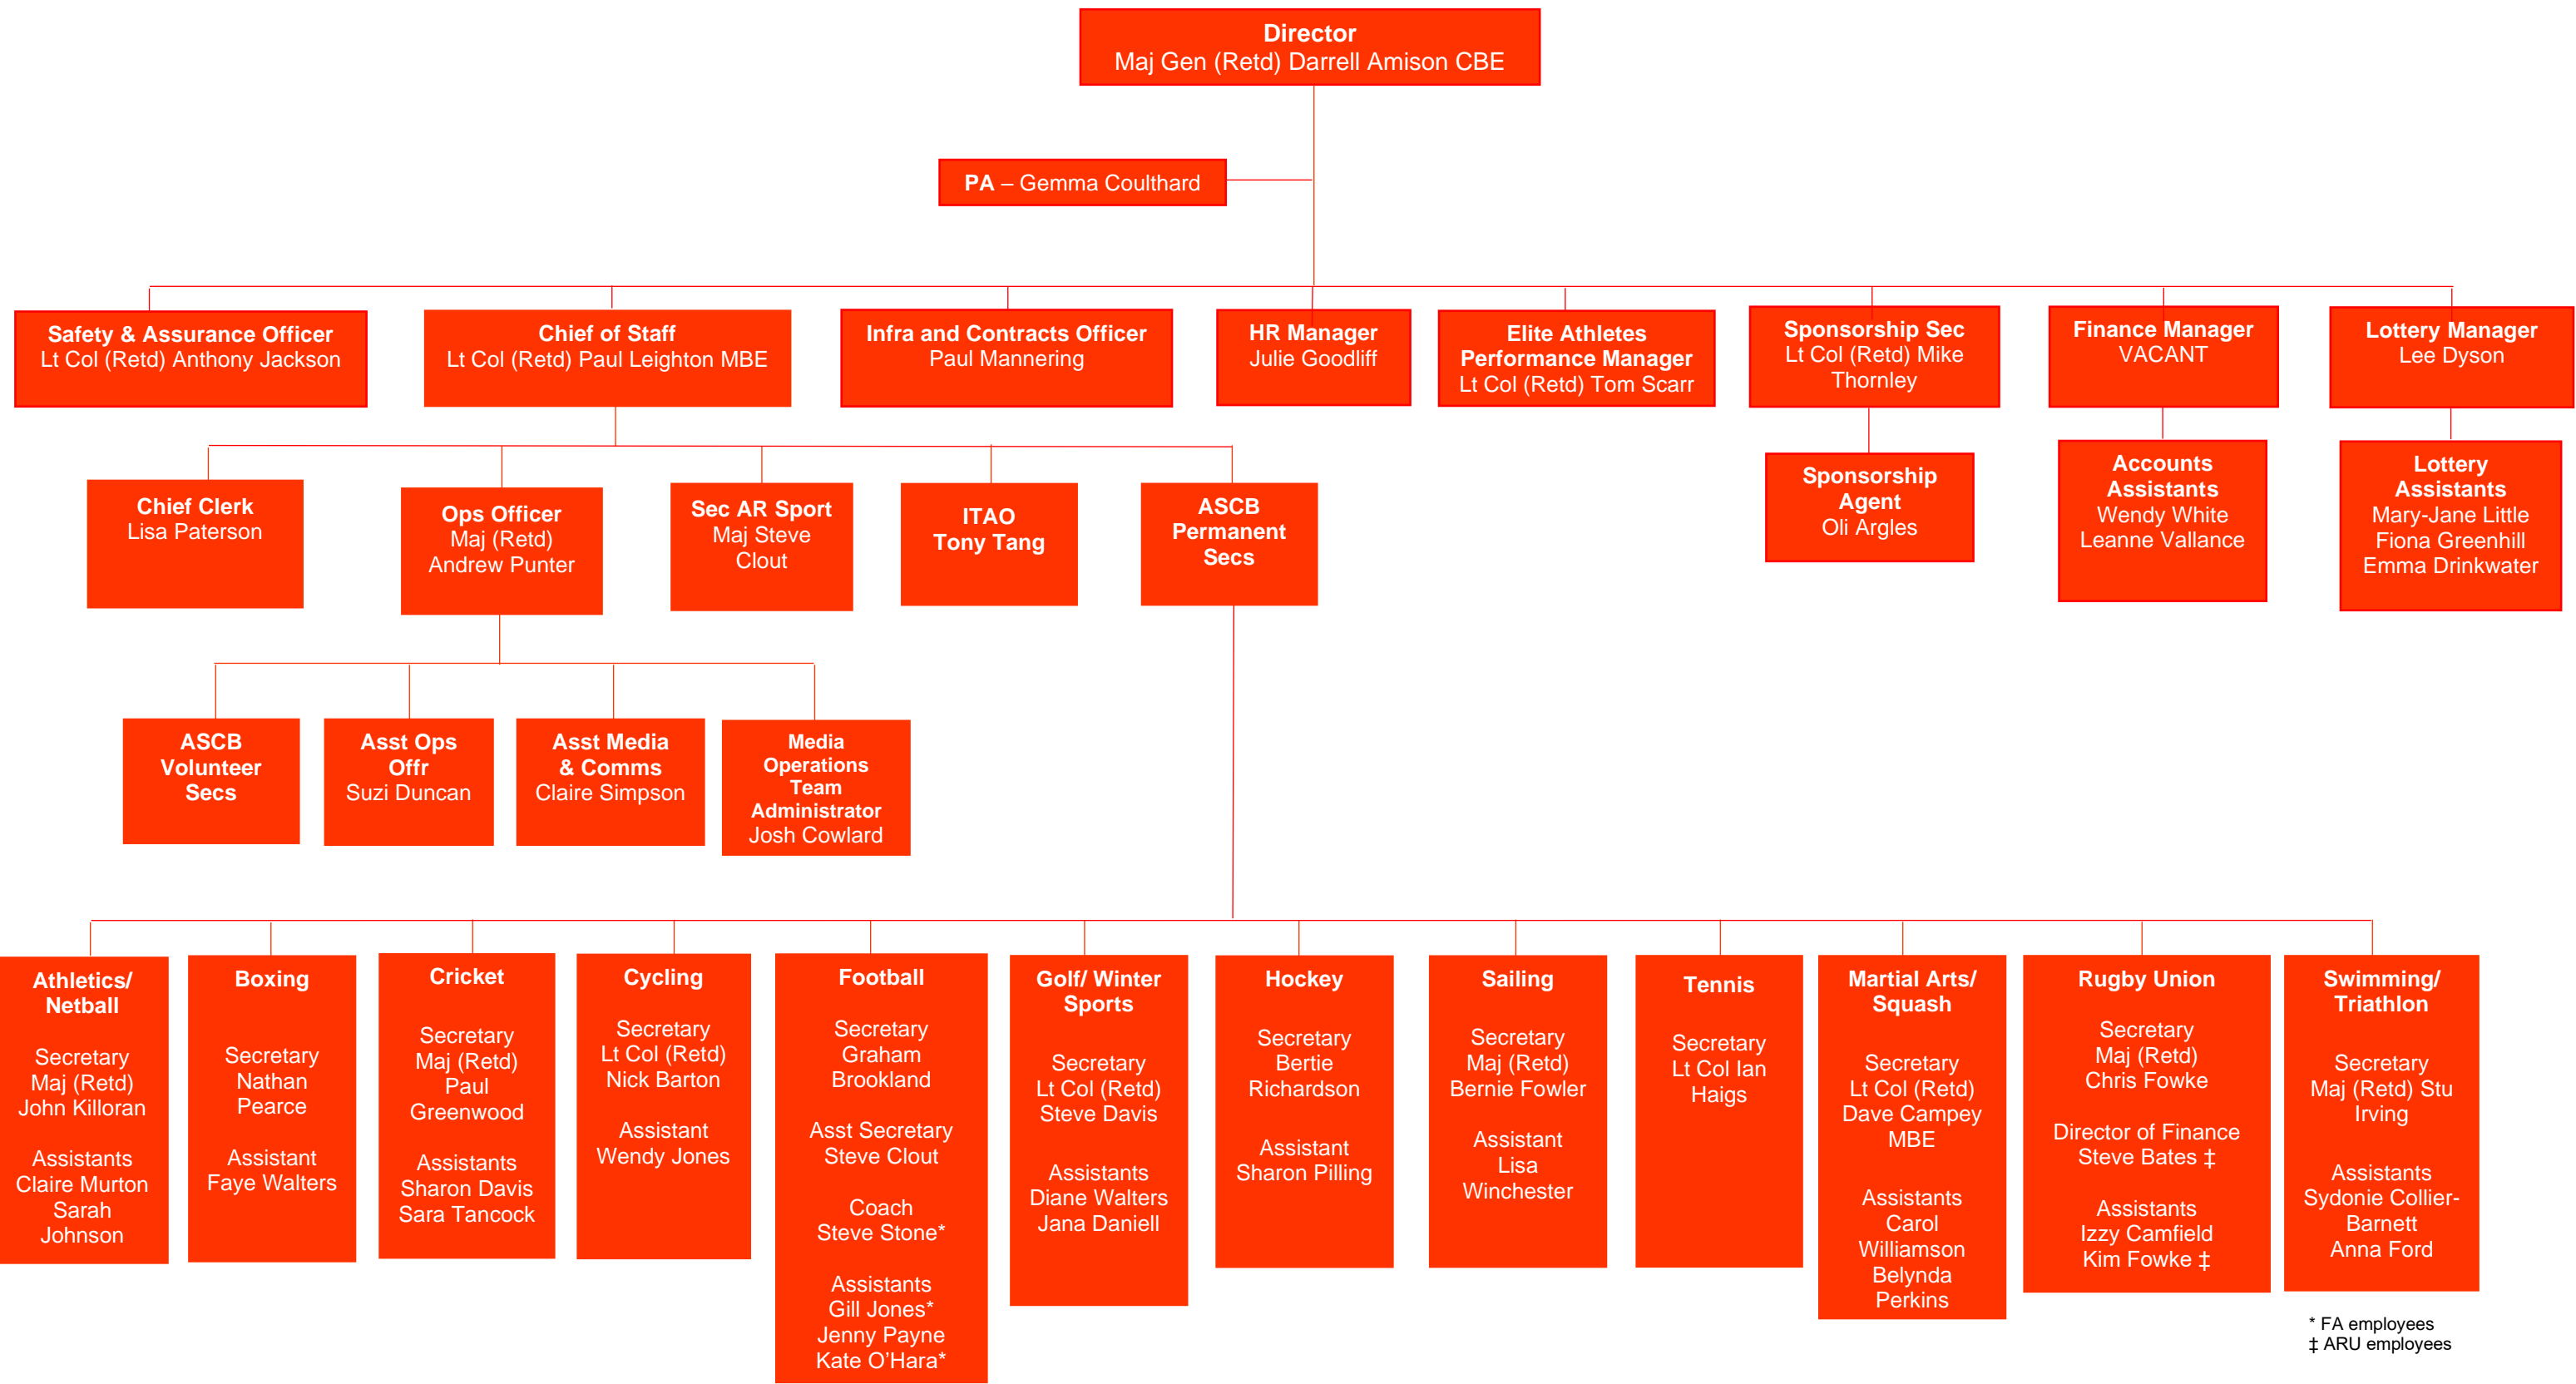 Director
Maj Gen (Retd) Darrell Amison CBE
PA – Gemma Coulthard
Safety & Assurance Officer
Lt Col (Retd) Anthony Jackson
Chief of Staff
Lt Col (Retd) Paul Leighton MBE
Infra and Contracts Officer
Paul Mannering
HR Manager
Julie Goodliff
Elite Athletes
Performance Manager
Lt Col (Retd) Tom Scarr
Sponsorship Sec
Lt Col (Retd) Mike
Thornley
Finance Manager
VACANT
Lottery Manager
Lee Dyson
Chief Clerk
Lisa Paterson
Ops Officer
Maj (Retd)
Andrew Punter
Sec AR Sport
Maj Steve
Clout
ITAO
Tony Tang
ASCB
Permanent
Secs
Sponsorship
Agent
Oli Argles
Accounts
Assistants
Wendy White
Leanne Vallance
Lottery
Assistants
Mary-Jane Little
Fiona Greenhill
Emma Drinkwater
ASCB
Volunteer
Secs
Asst Ops
Offr
Suzi Duncan
Asst Media
& Comms
Claire Simpson
Media
Operations
Team
Administrator
Josh Cowlard
Athletics/
Netball
Secretary
Maj (Retd)
John Killoran
Assistants
Claire Murton
Sarah
Johnson
Boxing
Secretary
Nathan
Pearce
Assistant
Faye Walters
Cricket
Secretary
Maj (Retd)
Paul
Greenwood
Assistants
Sharon Davis
Sara Tancock
Cycling
Secretary
Lt Col (Retd)
Nick Barton
Assistant
Wendy Jones
Football
Secretary
Graham
Brookland
Asst Secretary
Steve Clout
Coach
Steve Stone*
Assistants
Gill Jones*
Jenny Payne
Kate O’Hara*
Golf/ Winter
Sports
Secretary
Lt Col (Retd)
Steve Davis
Assistants
Diane Walters
Jana Daniell
Hockey
Secretary
Bertie
Richardson
Assistant
Sharon Pilling
Sailing
Secretary
Maj (Retd)
Bernie Fowler
Assistant
Lisa
Winchester
Tennis
Secretary
Lt Col Ian
Haigs
Martial Arts/
Squash
Secretary
Lt Col (Retd)
Dave Campey
MBE
Assistants
Carol
Williamson
Belynda
Perkins
Rugby Union
Secretary
Maj (Retd)
Chris Fowke
Director of Finance
Steve Bates ‡
Assistants
Izzy Camfield
Kim Fowke ‡
Swimming/
Triathlon
Secretary
Maj (Retd) Stu
Irving
Assistants
Sydonie Collier-
Barnett
Anna Ford
* FA employees
‡ ARU employees